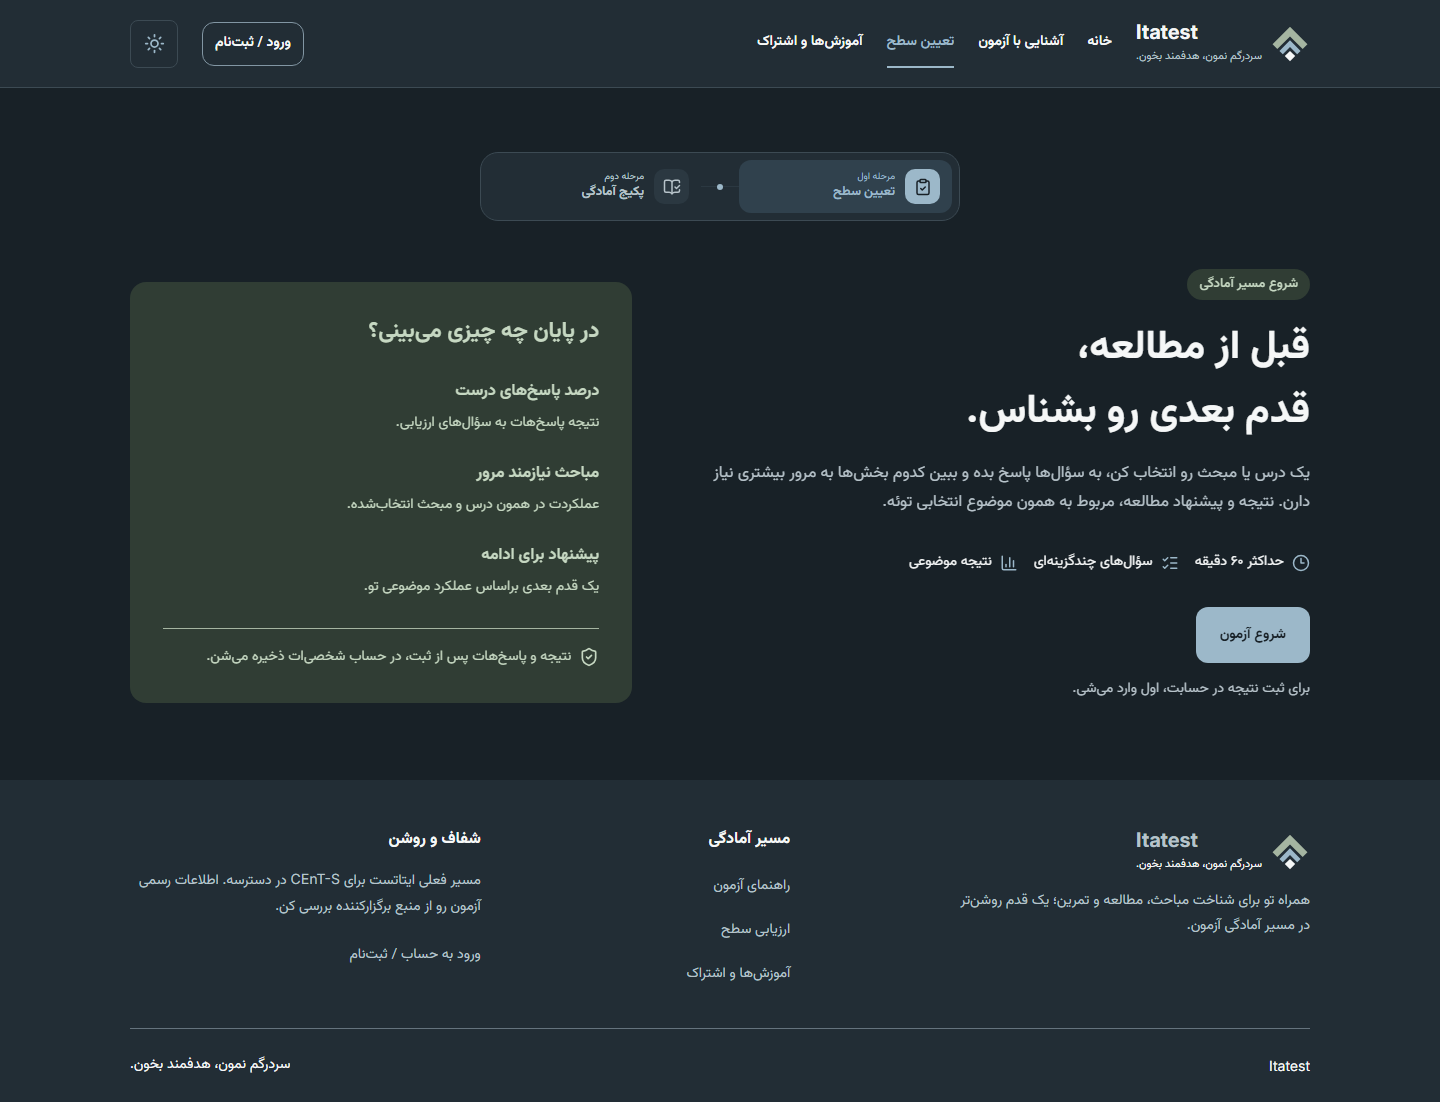 Itatest
سردرگم نمون، هدفمند بخون.
خانه
آشنایی با آزمون
تعیین سطح
آموزش‌ها و اشتراک
ورود / ثبت‌نام
مرحله اول
تعیین سطح
مرحله دوم
پکیج آمادگی
شروع مسیر آمادگی
قبل از مطالعه،
قدم بعدی رو بشناس.
یک درس یا مبحث رو انتخاب کن، به سؤال‌ها پاسخ بده و ببین کدوم بخش‌ها به مرور بیشتری نیاز
دارن. نتیجه و پیشنهاد مطالعه، مربوط به همون موضوع انتخابی توئه.
حداکثر ۶۰ دقیقه
سؤال‌های چندگزینه‌ای
نتیجه موضوعی
شروع آزمون
برای ثبت نتیجه در حسابت، اول وارد می‌شی.
در پایان چه چیزی می‌بینی؟
درصد پاسخ‌های درست
نتیجه پاسخ‌هات به سؤال‌های ارزیابی.
مباحث نیازمند مرور
عملکردت در همون درس و مبحث انتخاب‌شده.
پیشنهاد برای ادامه
یک قدم بعدی براساس عملکرد موضوعی تو.
نتیجه و پاسخ‌هات پس از ثبت، در حساب شخصی‌ات ذخیره می‌شن.
Itatest
سردرگم نمون، هدفمند بخون.
همراه تو برای شناخت مباحث، مطالعه و تمرین؛ یک قدم روشن‌تر
در مسیر آمادگی آزمون.
مسیر آمادگی
راهنمای آزمون
ارزیابی سطح
آموزش‌ها و اشتراک
شفاف و روشن
مسیر فعلی ایتاتست برای CEnT-S در دسترسه. اطلاعات رسمی
آزمون رو از منبع برگزارکننده بررسی کن.
ورود به حساب / ثبت‌نام
Itatest
سردرگم نمون، هدفمند بخون.